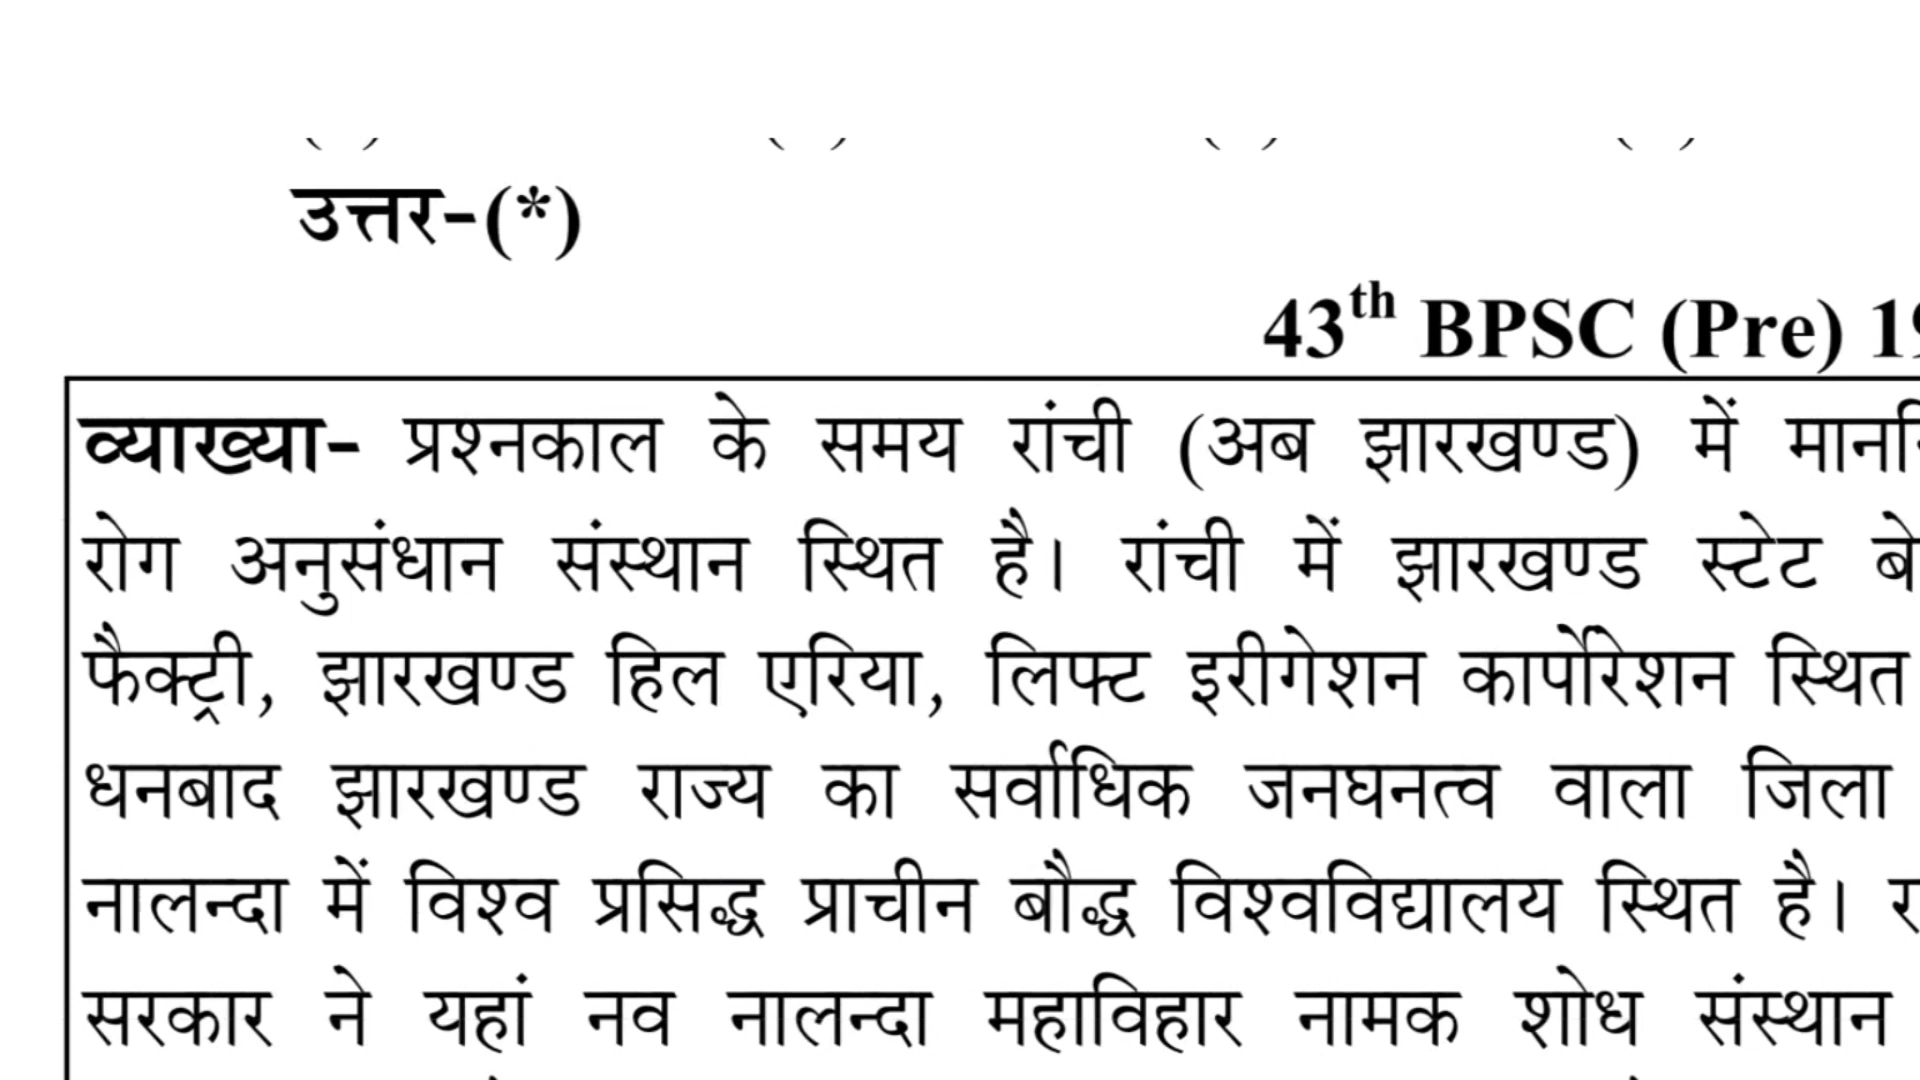 उत्तर-(*)
43th BPSC (Pre)
व्याख्या- प्रश्नकाल के समय रांची (अब झारखण्ड) में
रोग अनुसंधान संस्थान स्थित है। रांची में झारखण्ड स्टेट
फैक्ट्री, झारखण्ड हिल एरिया, लिफ्ट इरीगेशन कार्पोरेशन स्थित
धनबाद झारखण्ड राज्य का सर्वाधिक जनघनत्व वाला जिला
नालन्दा में विश्व प्रसिद्ध प्राचीन बौद्ध विश्वविद्यालय स्थित है।
सरकार ने यहां नव नालन्दा महाविहार नामक शोध संस्थान